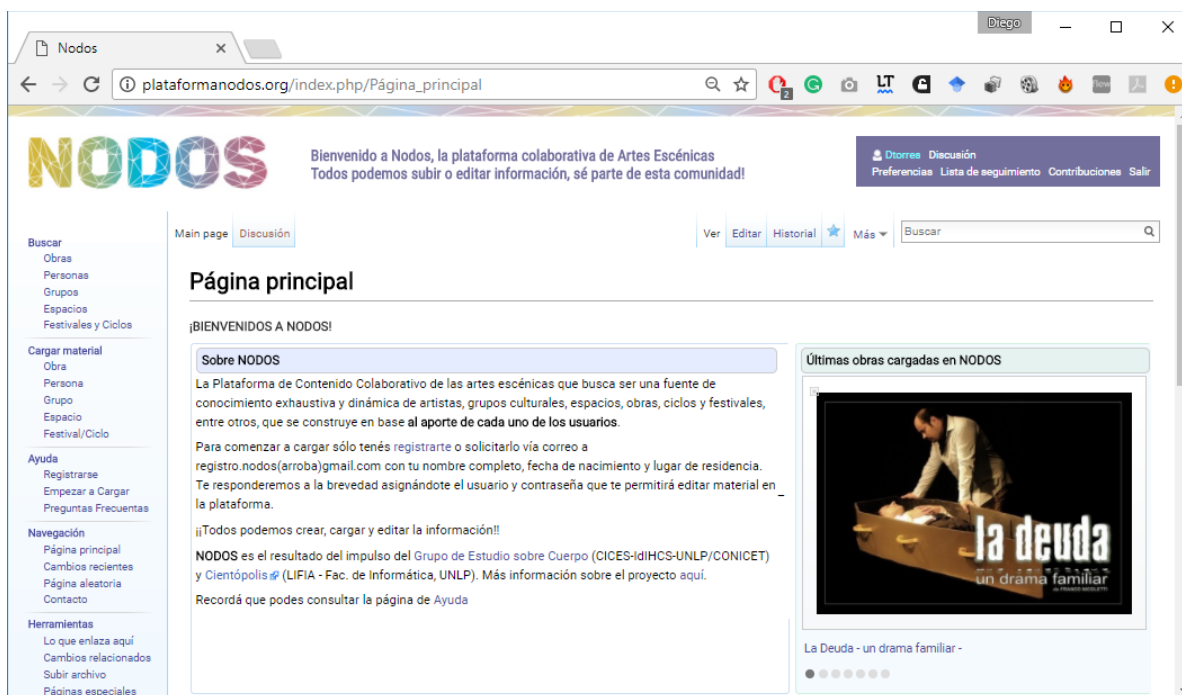 Diego
Nodos
plataformanodos.org/index.php/Página_principal
2
LT
flow
NODOS
Bienvenido a Nodos, la plataforma colaborativa de Artes Escénicas
Todos podemos subir o editar información, sé parte de esta comunidad!
Dtorres Discusión
Preferencias Lista de seguimiento Contribuciones Salir
Main page Discusión
Ver Editar Historial Más Buscar
Buscar
Obras
Personas
Grupos
Espacios
Festivales y Ciclos
Cargar material
Obra
Persona
Grupo
Espacio
Festival/Ciclo
Ayuda
Registrarse
Empezar a Cargar
Preguntas Frecuentes
Navegación
Página principal
Cambios recientes
Página aleatoria
Contacto
Herramientas
Lo que enlaza aquí
Cambios relacionados
Subir archivo
Páginas especiales
Página principal
¡BIENVENIDOS A NODOS!
Sobre NODOS
La Plataforma de Contenido Colaborativo de las artes escénicas que busca ser una fuente de
conocimiento exhaustiva y dinámica de artistas, grupos culturales, espacios, obras, ciclos y festivales,
entre otros, que se construye en base al aporte de cada uno de los usuarios.
Para comenzar a cargar sólo tenés registrarte o solicitarlo vía correo a
registro.nodos(arroba)gmail.com con tu nombre completo, fecha de nacimiento y lugar de residencia.
Te responderemos a la brevedad asignándote el usuario y contraseña que te permitirá editar material en
la plataforma.
¡¡Todos podemos crear, cargar y editar la información!!
NODOS es el resultado del impulso del Grupo de Estudio sobre Cuerpo (CICES-IdIHCS-UNLP/CONICET)
y Cientópolis (LIFIA - Fac. de Informática, UNLP). Más información sobre el proyecto aquí.
Recordá que podes consultar la página de Ayuda
Últimas obras cargadas en NODOS
la deuda
un drama familiar
de FRANCO NICOLETTI
La Deuda - un drama familiar -